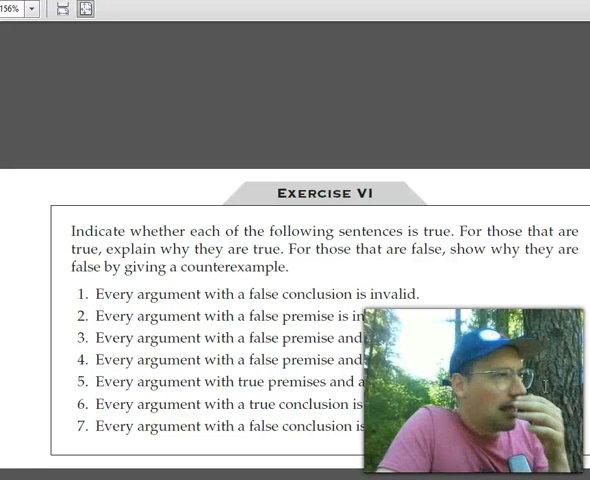 156%
EXERCISE VI
Indicate whether each of the following sentences is true. For those that are
true, explain why they are true. For those that are false, show why they are
false by giving a counterexample.
1. Every argument with a false conclusion is invalid.
2. Every argument with a false premise is in
3. Every argument with a false premise and
4. Every argument with a false premise and
5. Every argument with true premises and a
6. Every argument with a true conclusion is
7. Every argument with a false conclusion is